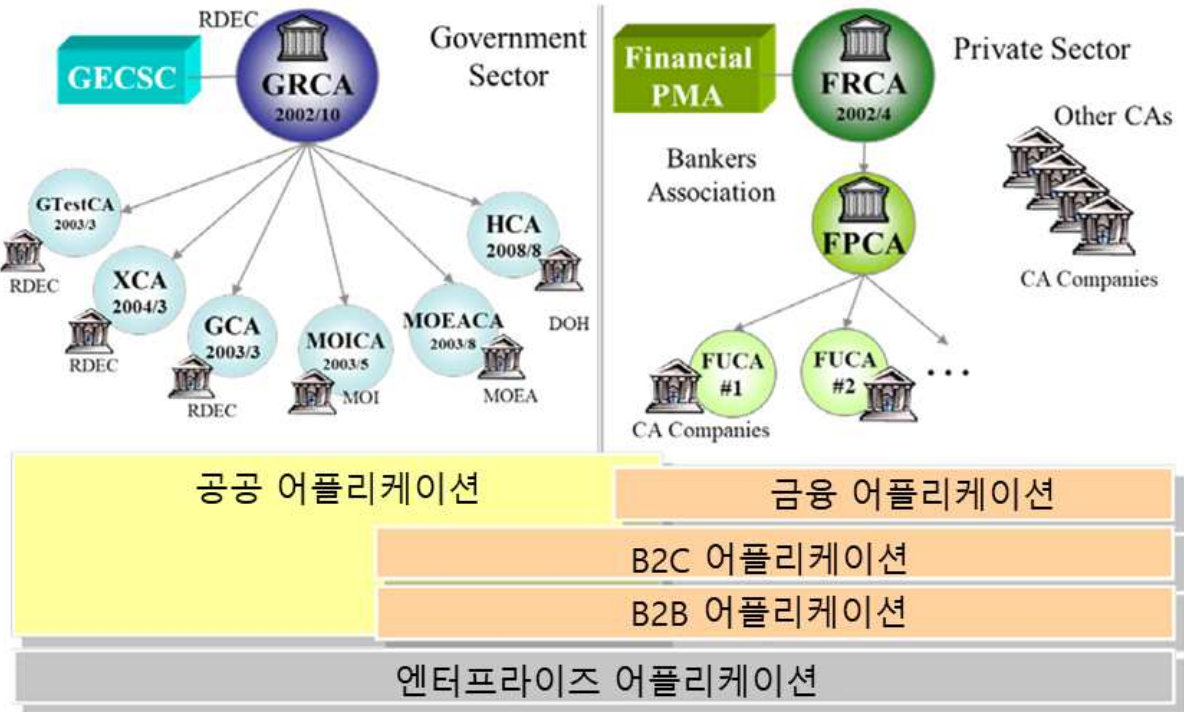 RDEC
GECSC
GRCA
2002/10
Government
Sector
GTestCA
2003/3
RDEC
XCA
2004/3
RDEC
GCA
2003/3
RDEC
MOICA
2003/5
MOI
MOEACA
2003/8
MOEA
HCA
2008/8
DOH
Financial
PMA
FRCA
2002/4
Private Sector
Bankers
Association
FPCA
Other CAs
CA Companies
FUCA
#1
CA Companies
FUCA
#2
...
공공 어플리케이션
금융 어플리케이션
B2C 어플리케이션
B2B 어플리케이션
엔터프라이즈 어플리케이션